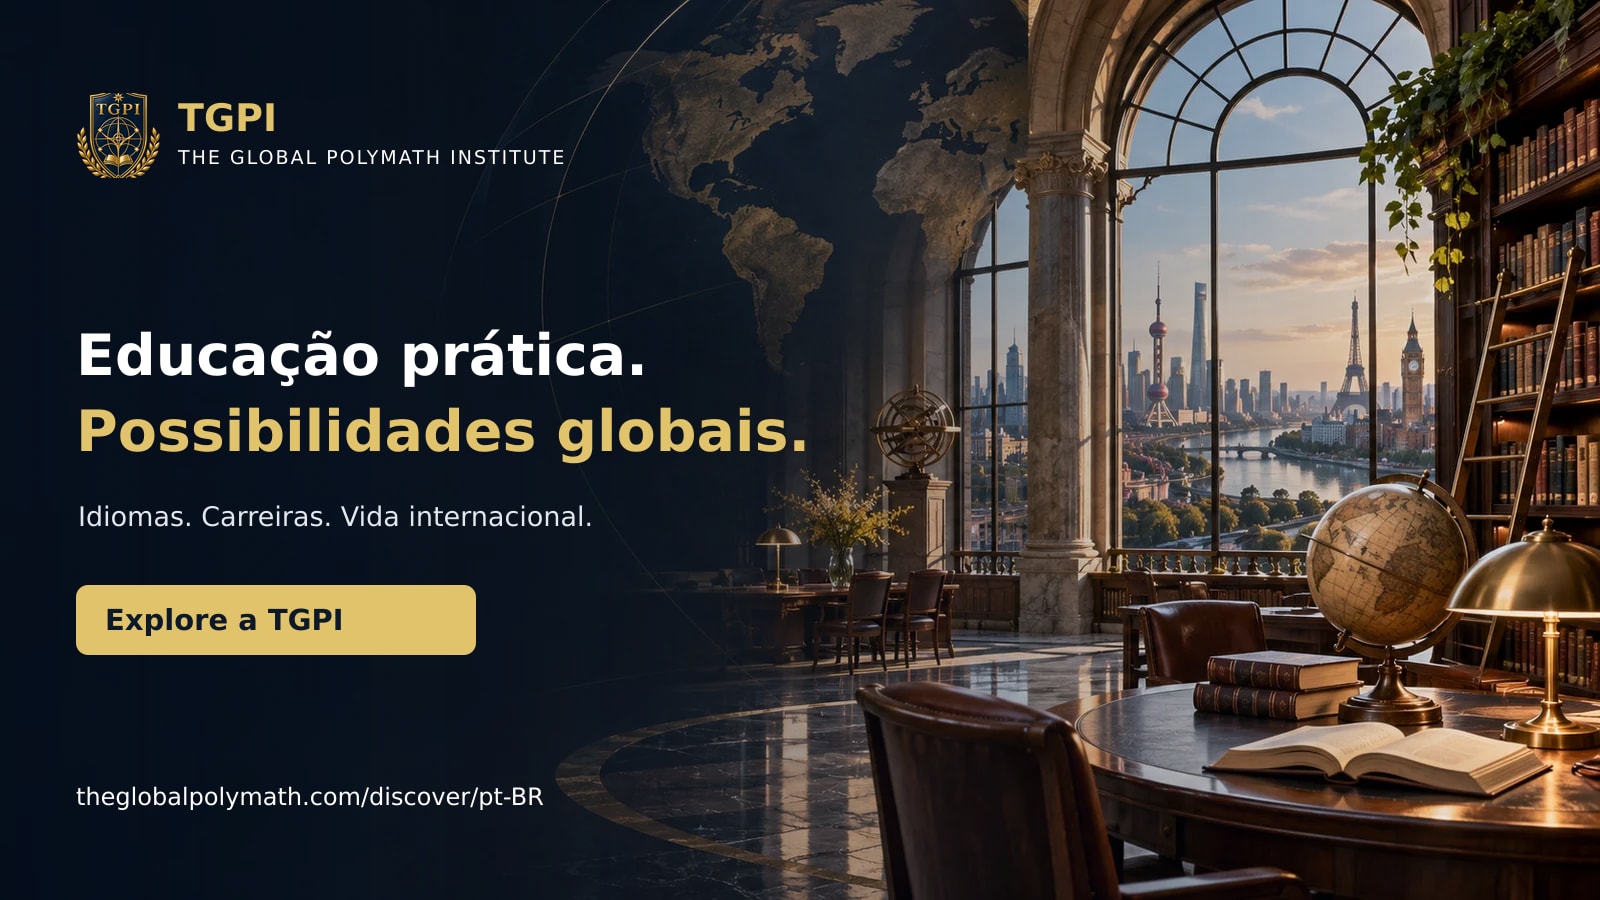 TGPI
TGPI
THE GLOBAL POLYMATH INSTITUTE
Educação prática.
Possibilidades globais.
Idiomas. Carreiras. Vida internacional.
Explore a TGPI
theglobalpolymath.com/discover/pt-BR